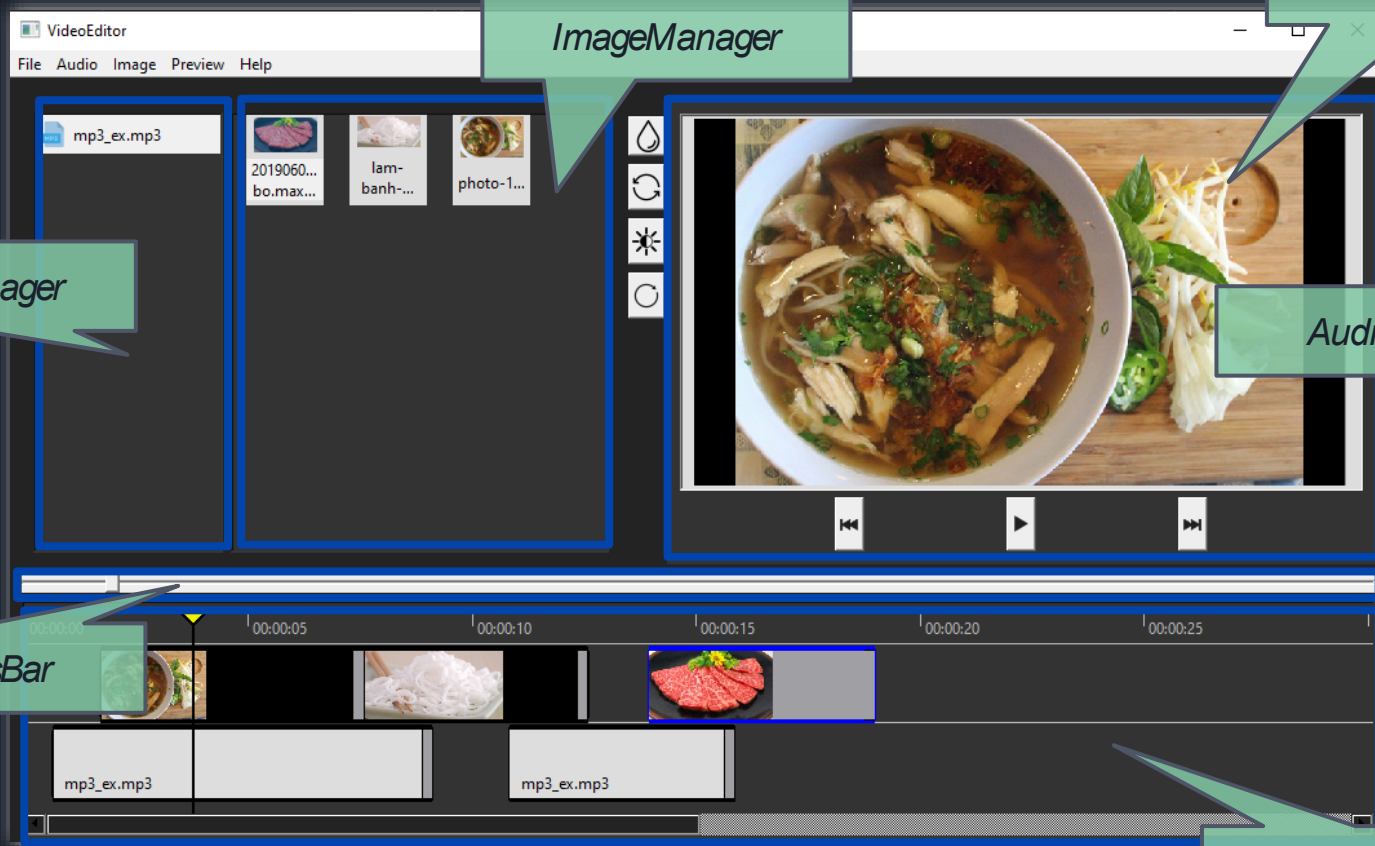 ImageManager
VideoEditor
File Audio Image Preview Help
mp3_ex.mp3
2019060...
bo.max...
lam-
banh-...
photo-1...
ager
Audi
00:00:00 00:00:05 00:00:10 00:00:15 00:00:20 00:00:25
sBar
mp3_ex.mp3 mp3_ex.mp3